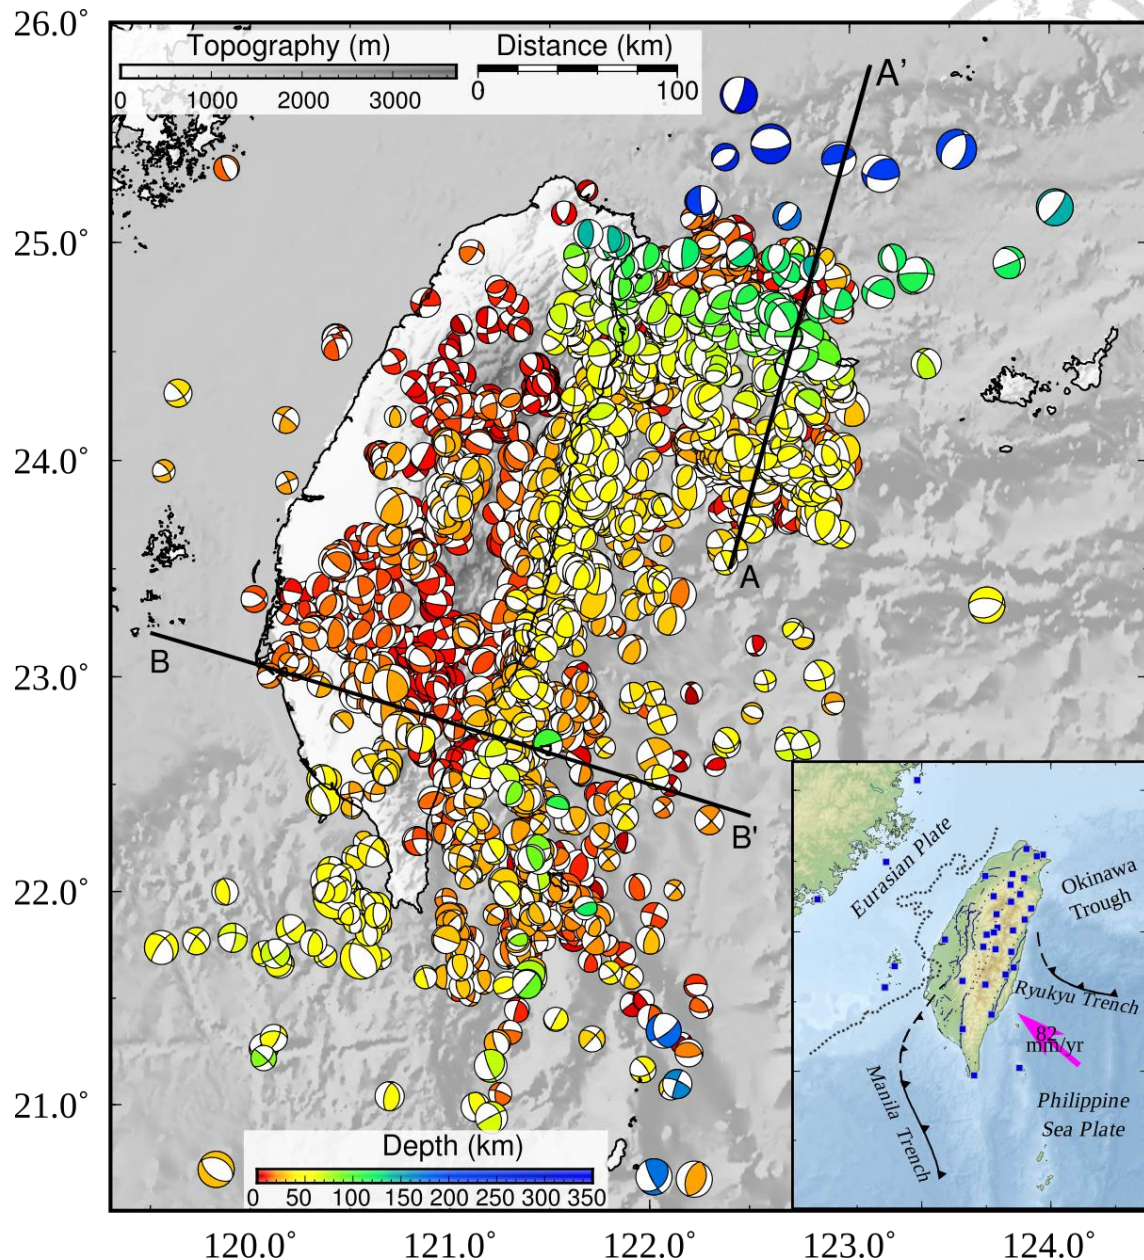 26.0°
25.0°
24.0°
23.0°
22.0°
21.0°
Topography (m)
0 1000 2000 3000
Distance (km)
0 100
A'
A
B
B'
Depth (km)
0 50 100 150 200 250 300 350
120.0° 121.0° 122.0° 123.0° 124.0°
Eurasian Plate
Okinawa
Trough
Ryukyu Trench
82
mm/yr
Manila Trench
Philippine
Sea Plate